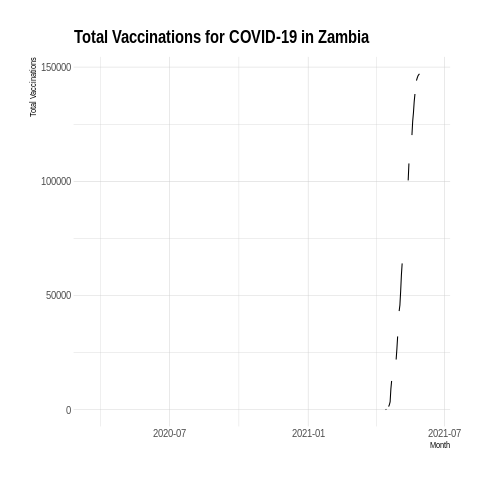 Total Vaccinations for COVID-19 in Zambia
Total Vaccinations
150000
100000
50000
0
2020-07 2021-01 2021-07
Month